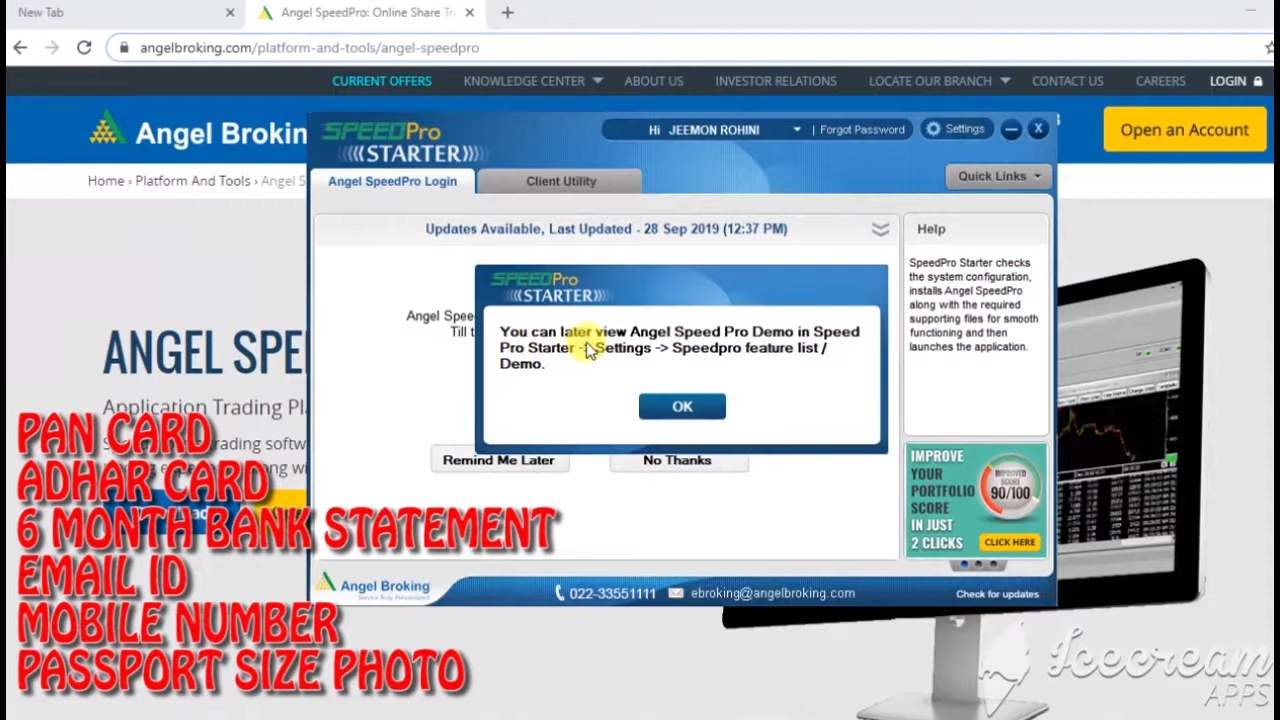 New Tab
Angel SpeedPro: Online Share Tr
angelbroking.com/platform-and-tools/angel-speedpro
CURRENT OFFERS KNOWLEDGE CENTER ABOUT US INVESTOR RELATIONS LOCATE OUR BRANCH CONTACT US CAREERS LOGIN
Angel Brokin
Open an Account
SPEEDPro
STARTER
Hi JEEMON ROHINI | Forgot Password Settings
Home › Platform And Tools › Angel S
Angel SpeedPro Login Client Utility Quick Links
Updates Available, Last Updated - 28 Sep 2019 (12:37 PM)
Help
SpeedPro Starter checks
the system configuration,
installs Angel SpeedPro
along with the required
supporting files for smooth
functioning and then
launches the application.
Angel Spee
Till t
SPEEDPro
STARTER
You can later view Angel Speed Pro Demo in Speed
Pro Starter -> Settings -> Speedpro feature list /
Demo.
OK
Remind Me Later No Thanks
ANGEL SPE
Application Trading Pla
IMPROVE
YOUR
PORTFOLIO
SCORE
IN JUST
2 CLICKS
IMPROVED
SCORE
90/100
CLICK HERE
PAN CARD
ADHAR CARD
6 MONTH BANK STATEMENT
EMAIL ID
MOBILE NUMBER
PASSPORT SIZE PHOTO
Angel Broking
022-33551111 ebroking@angelbroking.com Check for updates
Icecream
APPS